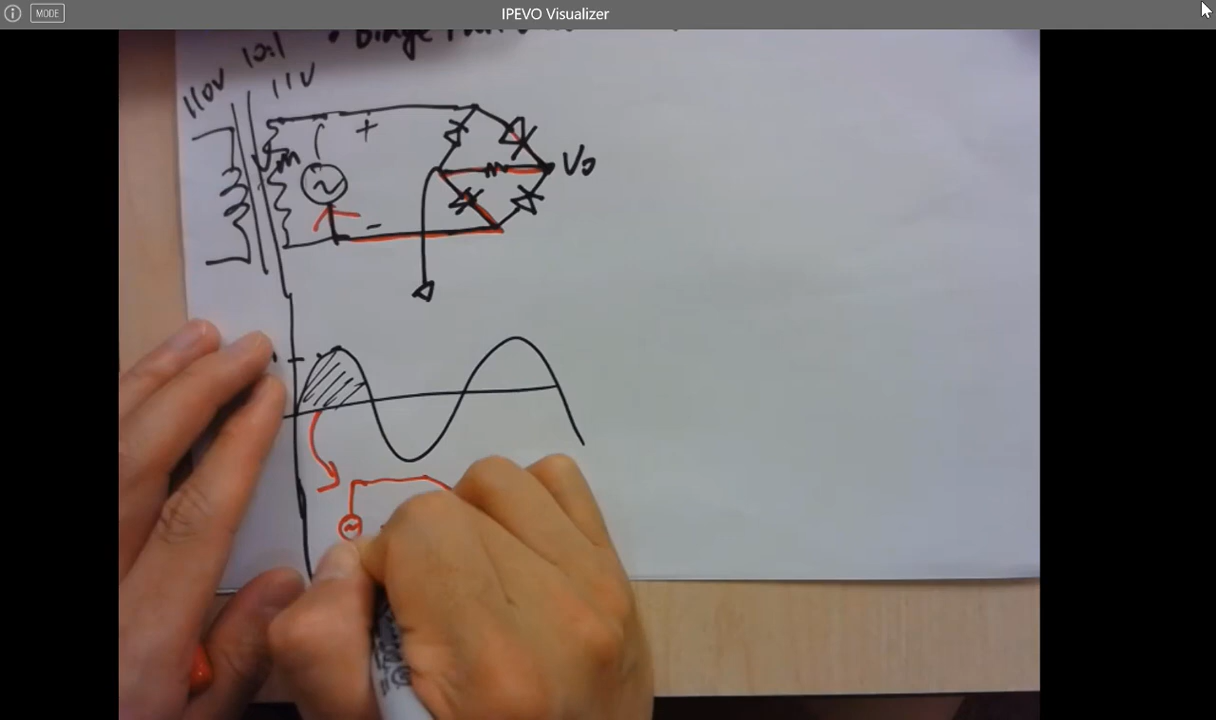 IPEVO Visualizer
MODE
10:1
110V
11V
+
Vo
-